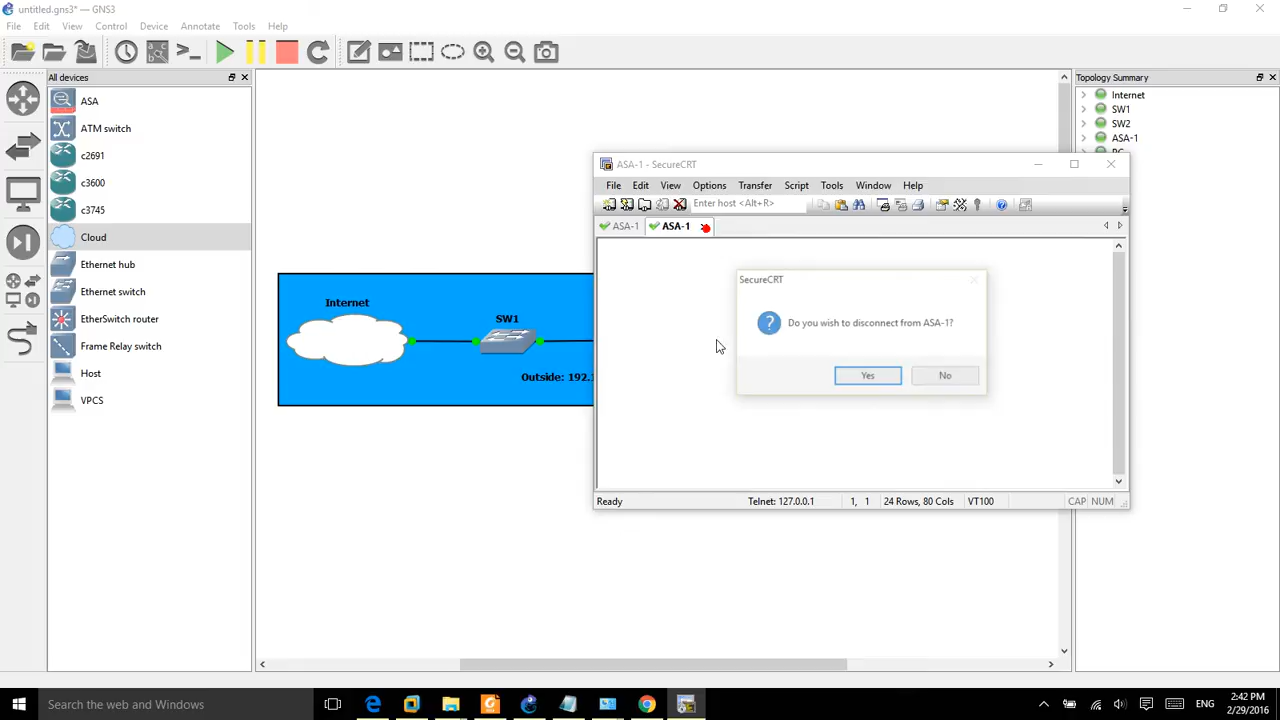 untitled.gns3* — GNS3
File Edit View Control Device Annotate Tools Help
All devices
Topology Summary
ASA
ATM switch
c2691
c3600
c3745
Cloud
Ethernet hub
Ethernet switch
EtherSwitch router
Frame Relay switch
Host
VPCS
Internet
SW1
Outside: 192.1
Internet
SW1
SW2
ASA-1
ASA-1 - SecureCRT
File Edit View Options Transfer Script Tools Window Help
Enter host <Alt+R>
ASA-1 ASA-1
SecureCRT
Do you wish to disconnect from ASA-1?
Yes No
Ready Telnet: 127.0.0.1 1, 1 24 Rows, 80 Cols VT100 CAP NUM
Search the web and Windows
ENG
2:42 PM
2/29/2016